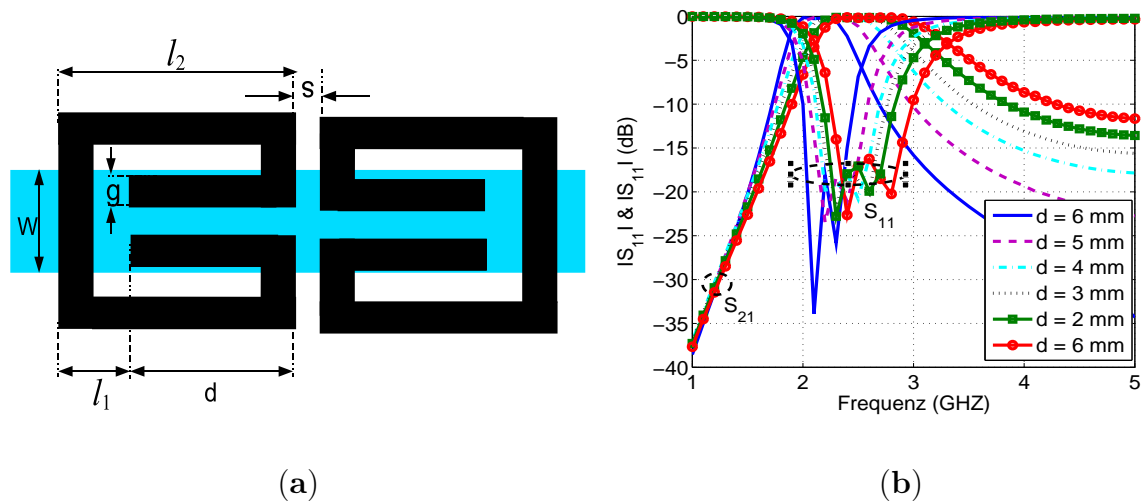 l2
s
g
W
l1
d
(a)
0
−5
−10
−15
−20
−25
−30
−35
−40
1
2
3
4
5
Frequenz (GHZ)
IS11I & IS11I (dB)
S11
S21
d = 6 mm
d = 5 mm
d = 4 mm
d = 3 mm
d = 2 mm
d = 6 mm
(b)